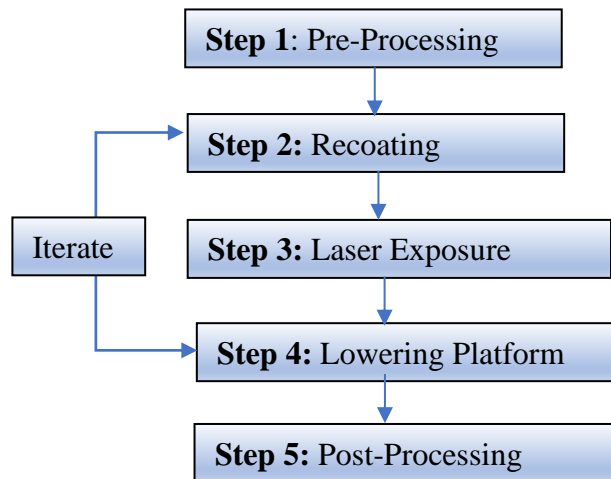 Step 1: Pre-Processing
Step 2: Recoating
Iterate
Step 3: Laser Exposure
Step 4: Lowering Platform
Step 5: Post-Processing